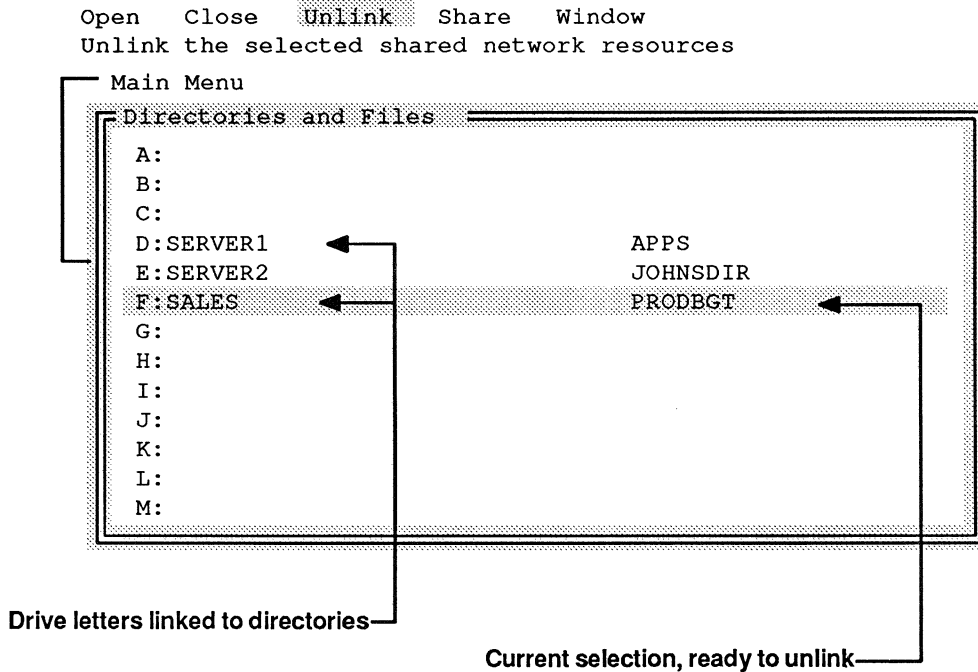 Open Close Unlink Share Window
Unlink the selected shared network resources
Main Menu
Directories and Files
A:
B:
C:
D:SERVER1 APPS
E:SERVER2 JOHNSDIR
F:SALES PRODBGT
G:
H:
I:
J:
K:
L:
M:
Drive letters linked to directories
Current selection, ready to unlink